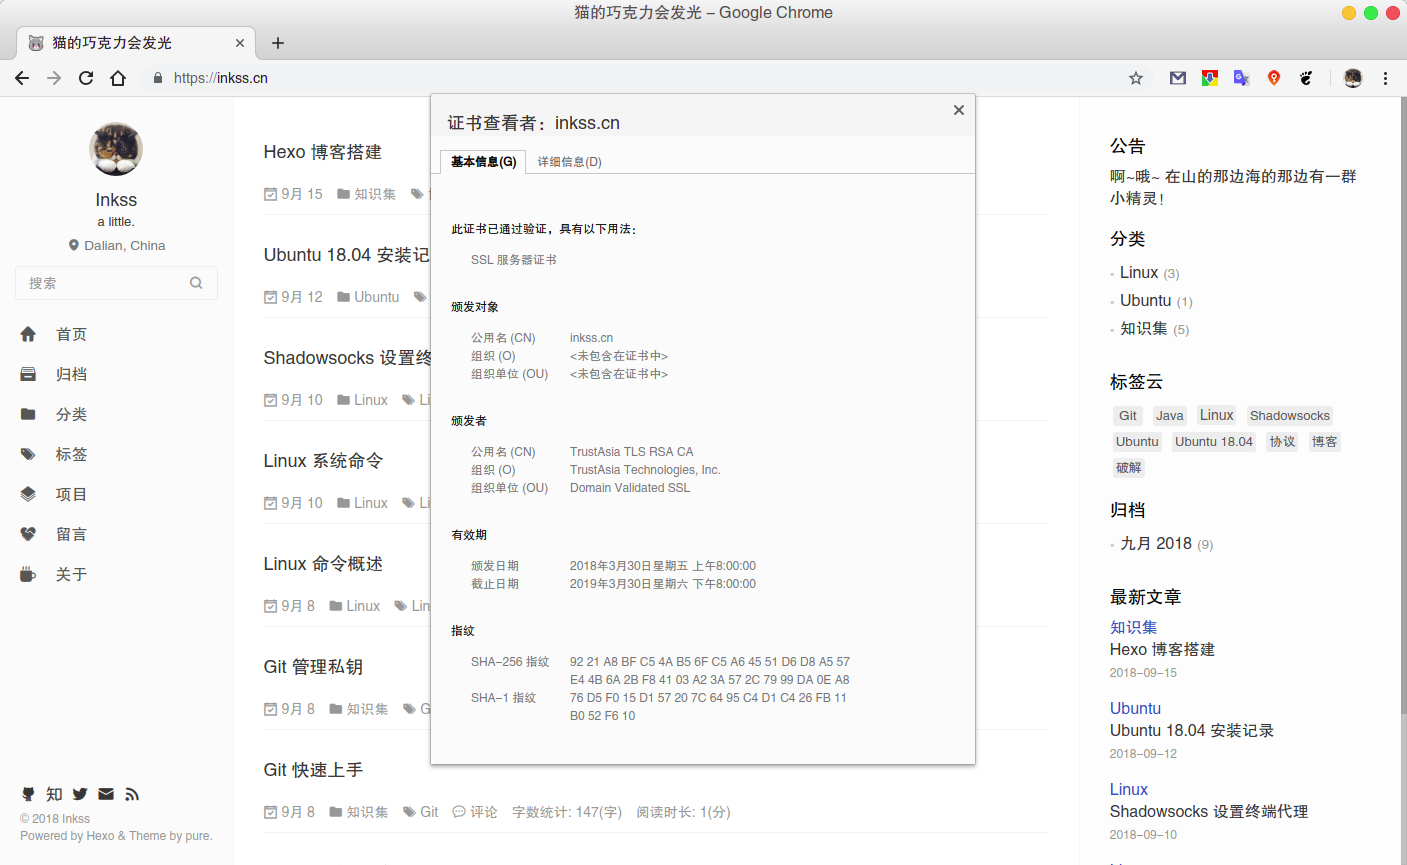 猫的巧克力会发光 – Google Chrome
猫的巧克力会发光
https://inkss.cn
Inkss
a little.
Dalian, China
搜索
首页
归档
分类
标签
项目
留言
关于
知
© 2018 Inkss
Powered by Hexo & Theme by pure.
Hexo 博客搭建
9月 15 知识集
Ubuntu 18.04 安装记
9月 12 Ubuntu
Shadowsocks 设置终
9月 10 Linux Li
Linux 系统命令
9月 10 Linux Li
Linux 命令概述
9月 8 Linux Lin
Git 管理私钥
9月 8 知识集 G
Git 快速上手
9月 8 知识集 Git 评论 字数统计: 147(字) 阅读时长: 1(分)
证书查看者：inkss.cn
基本信息(G) 详细信息(D)
此证书已通过验证，具有以下用法：
SSL 服务器证书
颁发对象
公用名 (CN) inkss.cn
组织 (O) <未包含在证书中>
组织单位 (OU) <未包含在证书中>
颁发者
公用名 (CN) TrustAsia TLS RSA CA
组织 (O) TrustAsia Technologies, Inc.
组织单位 (OU) Domain Validated SSL
有效期
颁发日期 2018年3月30日星期五 上午8:00:00
截止日期 2019年3月30日星期六 下午8:00:00
指纹
SHA-256 指纹 92 21 A8 BF C5 4A B5 6F C5 A6 45 51 D6 D8 A5 57
E4 4B 6A 2B F8 41 03 A2 3A 57 2C 79 99 DA 0E A8
SHA-1 指纹 76 D5 F0 15 D1 57 20 7C 64 95 C4 D1 C4 26 FB 11
B0 52 F6 10
公告
啊~哦~ 在山的那边海的那边有一群
小精灵！
分类
Linux (3)
Ubuntu (1)
知识集 (5)
标签云
Git Java Linux Shadowsocks
Ubuntu Ubuntu 18.04 协议 博客
破解
归档
九月 2018 (9)
最新文章
知识集
Hexo 博客搭建
2018-09-15
Ubuntu
Ubuntu 18.04 安装记录
2018-09-12
Linux
Shadowsocks 设置终端代理
2018-09-10